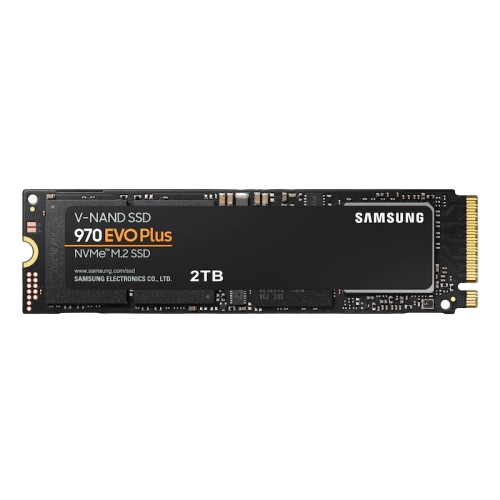 V-NAND SSD
970 EVO Plus
NVMe™ M.2 SSD
www.samsung.com/ssd
SAMSUNG ELECTRONICS CO., LTD.
2TB
SAMSUNG